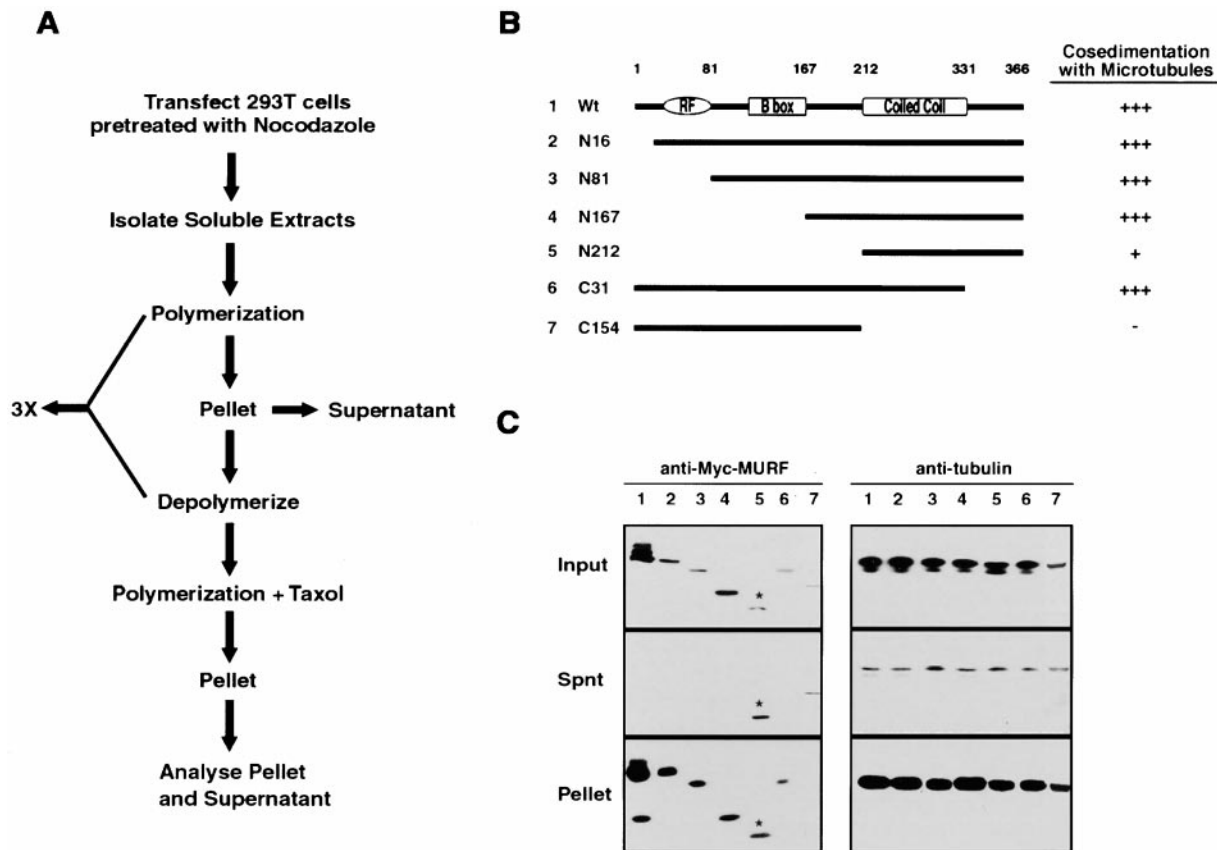 A
Transfect 293T cells
pretreated with Nocodazole
Isolate Soluble Extracts
Polymerization
3X
Pellet
Supernatant
Depolymerize
Polymerization + Taxol
Pellet
Analyse Pellet
and Supernatant
B
Cosedimentation
with Microtubules
1 81 167 212 331 366
1 Wt RF B box Coiled Coil +++
2 N16 +++
3 N81 +++
4 N167 +++
5 N212 +
6 C31 +++
7 C154 -
C
anti-Myc-MURF anti-tubulin
1 2 3 4 5 6 7 1 2 3 4 5 6 7
Input *
Spnt *
Pellet *